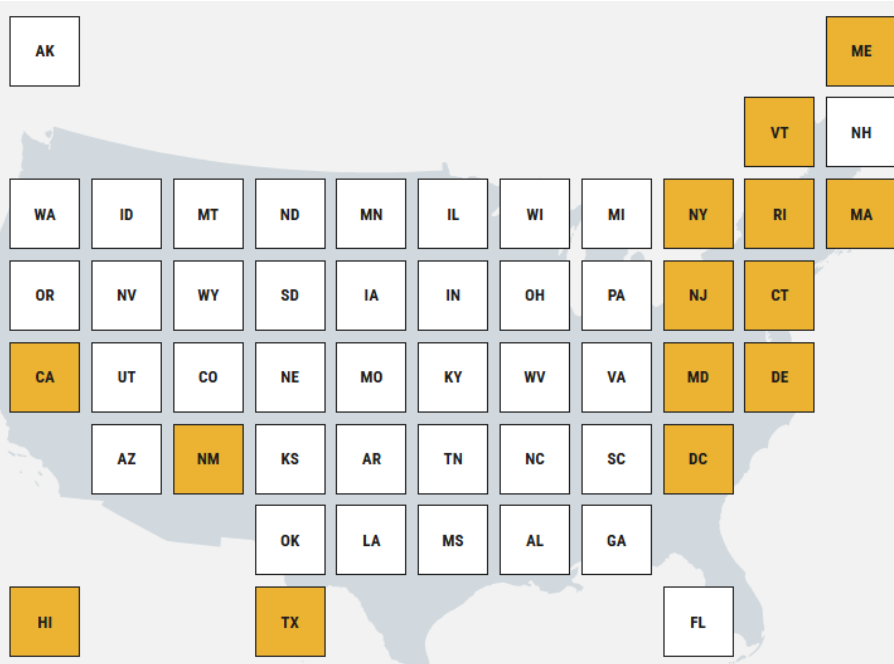 AK ME
VT NH
WA ID MT ND MN IL WI MI NY RI MA
OR NV WY SD IA IN OH PA NJ CT
CA UT CO NE MO KY WV VA MD DE
AZ NM KS AR TN NC SC DC
OK LA MS AL GA
HI TX FL